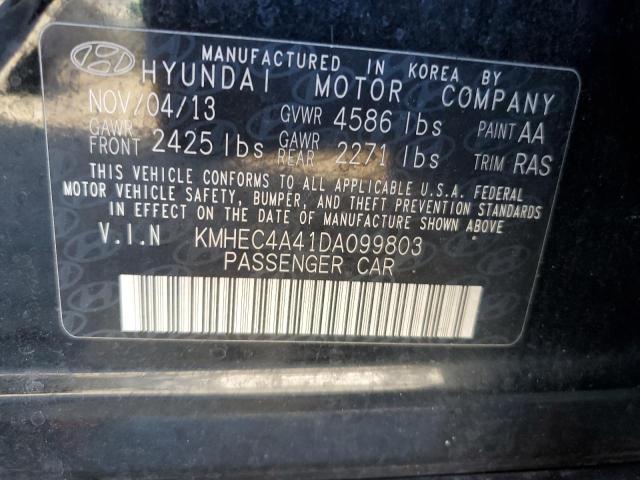 MANUFACTURED IN KOREA BY
HYUNDAI MOTOR COMPANY
NOV/04/13 GVWR 4586 lbs PAINT AA
GAWR FRONT 2425 lbs GAWR REAR 2271 lbs TRIM RAS
THIS VEHICLE CONFORMS TO ALL APPLICABLE U.S.A. FEDERAL
MOTOR VEHICLE SAFETY, BUMPER, AND THEFT PREVENTION STANDARDS
IN EFFECT ON THE DATE OF MANUFACTURE SHOWN ABOVE
V.I.N KMHEC4A41DA099803
PASSENGER CAR